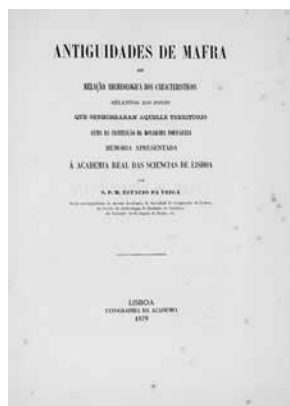 ANTIGUIDADES DE MAFRA
OU
RELAÇÃO ARCHEOLOGICA DOS CARACTERISTICOS
RELATIVOS AOS POVOS
QUE SENHOREARAM AQUELLE TERRITORIO
ANTES DA INSTITUIÇÃO DA MONARCHIA PORTUGUEZA
MEMORIA APRESENTADA
Á ACADEMIA REAL DAS SCIENCIAS DE LISBOA
POR
S. P. M. ESTACIO DA VEIGA
LISBOA
TYPOGRAPHIA DA ACADEMIA
1879